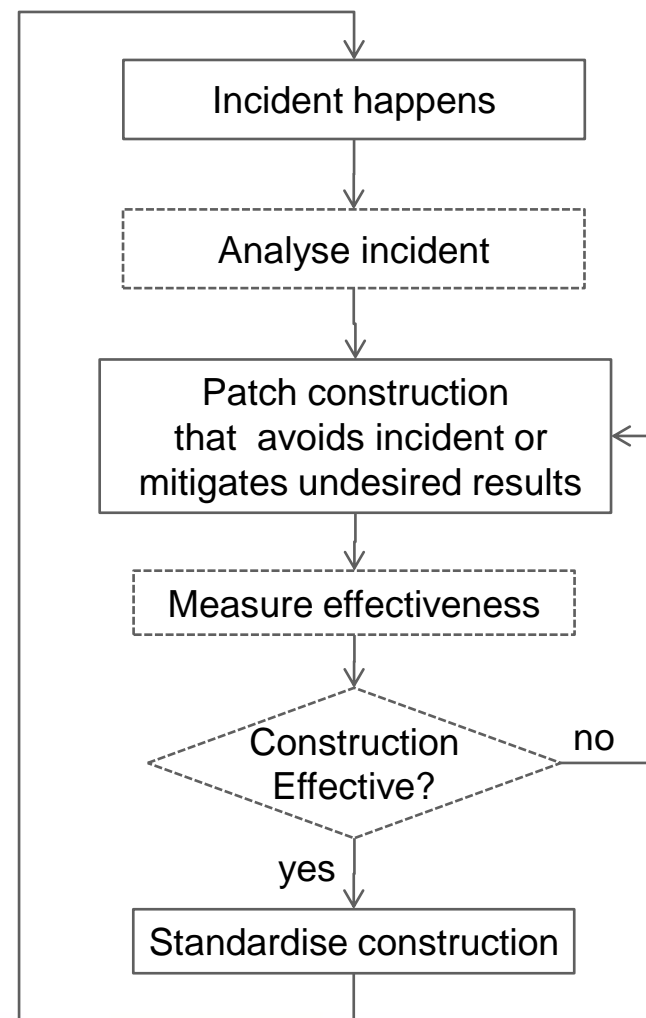 Incident happens
Analyse incident
Patch construction
that avoids incident or
mitigates undesired results
Measure effectiveness
Construction
Effective?
no
yes
Standardise construction